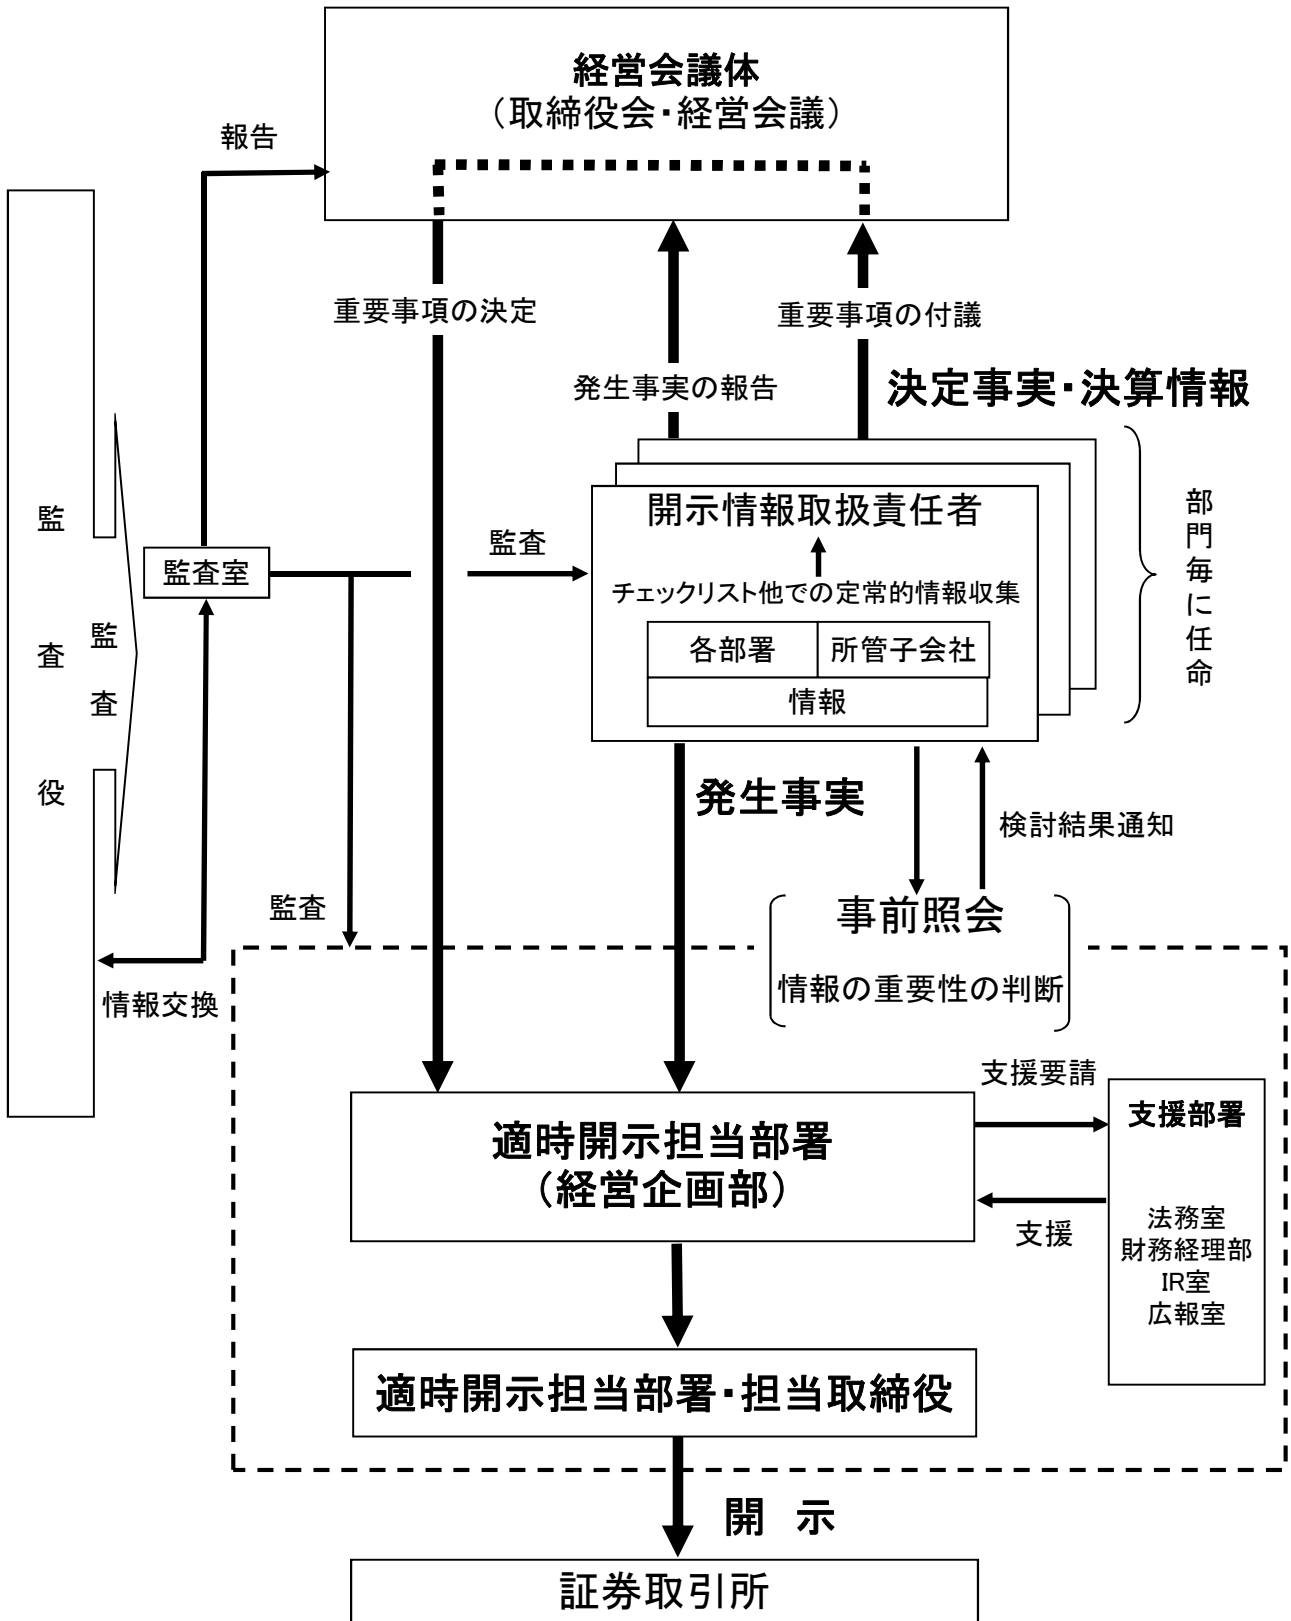 経営会議体
（取締役会・経営会議）
報告
重要事項の決定
重要事項の付議
発生事実の報告
決定事実・決算情報
監査役
監査
監査室
監査
開示情報取扱責任者
チェックリスト他での定常的情報収集
各部署
所管子会社
情報
部門毎に任命
発生事実
検討結果通知
監査
事前照会
情報の重要性の判断
情報交換
支援要請
支援部署
適時開示担当部署
（経営企画部）
支援
法務室
財務経理部
IR室
広報室
適時開示担当部署・担当取締役
開　示
証券取引所